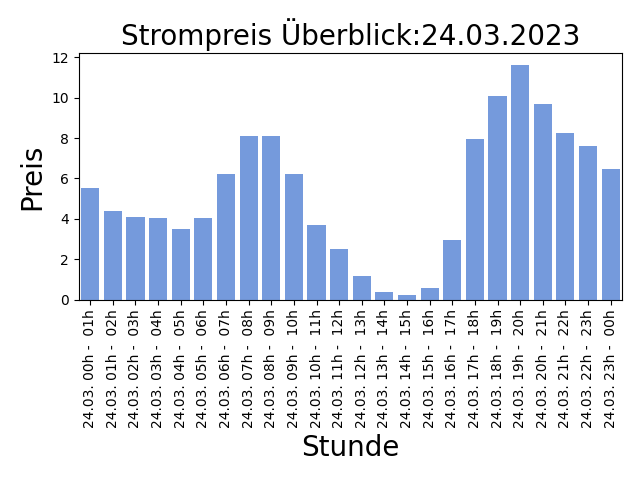 Strompreis Überblick:24.03.2023
12
10
8
6
4
2
0
Preis
24.03. 00h - 01h
24.03. 01h - 02h
24.03. 02h - 03h
24.03. 03h - 04h
24.03. 04h - 05h
24.03. 05h - 06h
24.03. 06h - 07h
24.03. 07h - 08h
24.03. 08h - 09h
24.03. 09h - 10h
24.03. 10h - 11h
24.03. 11h - 12h
24.03. 12h - 13h
24.03. 13h - 14h
24.03. 14h - 15h
24.03. 15h - 16h
24.03. 16h - 17h
24.03. 17h - 18h
24.03. 18h - 19h
24.03. 19h - 20h
24.03. 20h - 21h
24.03. 21h - 22h
24.03. 22h - 23h
24.03. 23h - 00h
Stunde